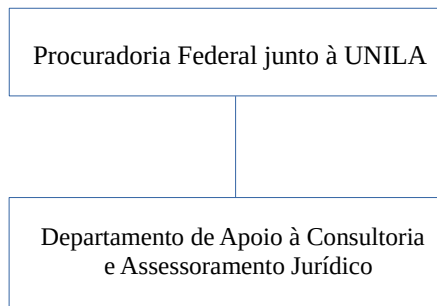 Procuradoria Federal junto à UNILA
Departamento de Apoio à Consultoria
e Assessoramento Jurídico